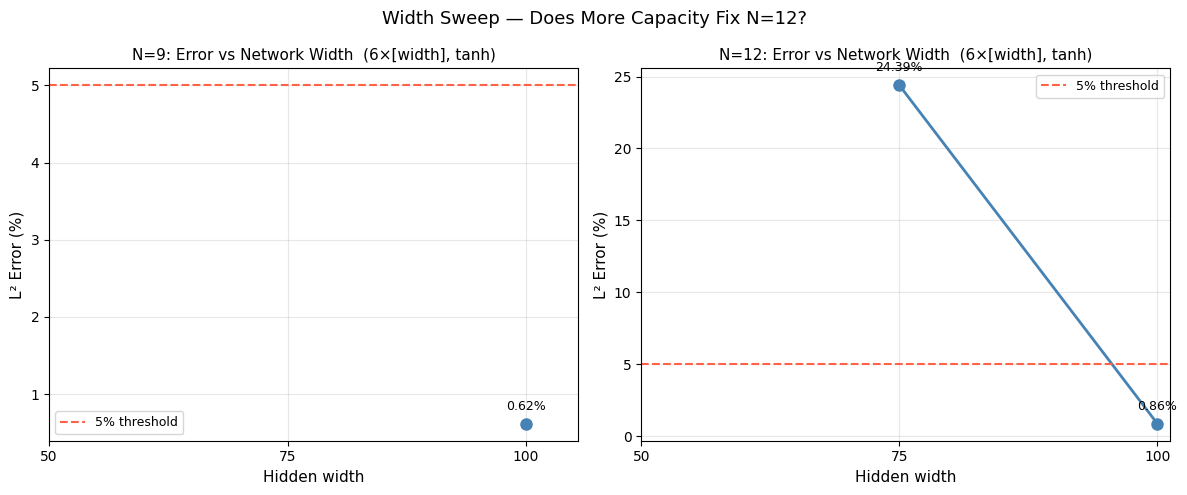 Width Sweep — Does More Capacity Fix N=12?
N=9: Error vs Network Width  (6×[width], tanh)
L² Error (%)
5
4
3
2
1
0.62%
5% threshold
50
75
100
Hidden width
N=12: Error vs Network Width  (6×[width], tanh)
24.39%
5% threshold
L² Error (%)
25
20
15
10
5
0
0.86%
50
75
100
Hidden width